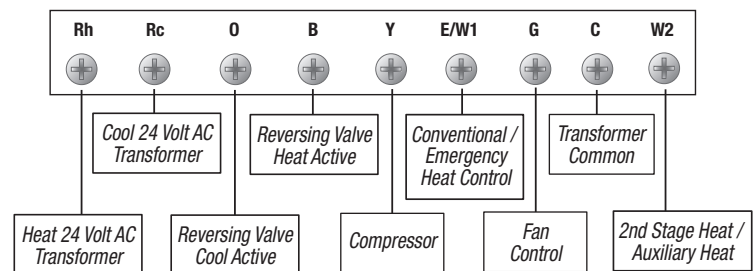 Rh Rc O B Y E/W1 G C W2
Cool 24 Volt AC
Transformer
Reversing Valve
Heat Active
Conventional /
Emergency
Heat Control
Transformer
Common
Heat 24 Volt AC
Transformer
Reversing Valve
Cool Active
Compressor
Fan
Control
2nd Stage Heat /
Auxiliary Heat